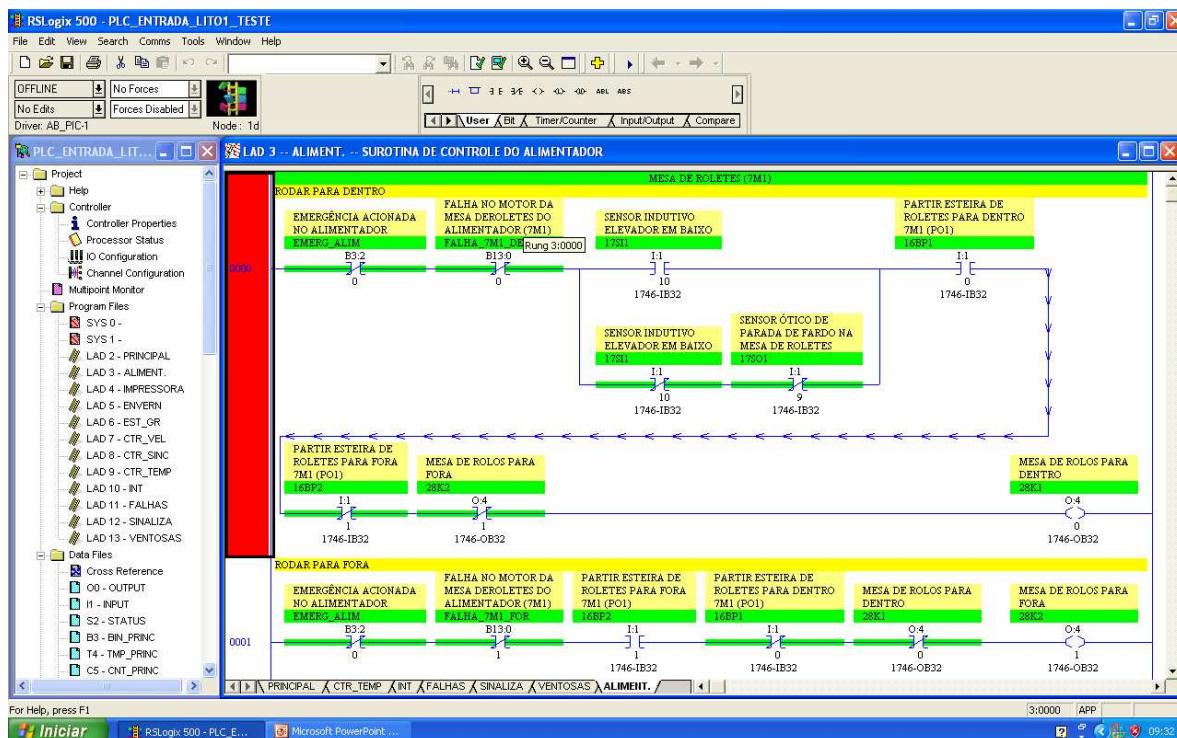 RSLogix 500 - PLC_ENTRADA_LITO1_TESTE
File Edit View Search Comms Tools Window Help
OFFLINE No Forces
No Edits Forces Disabled
Driver: AB_PIC-1 Node: 1d
ABL ABS
User Bit Timer/Counter Input/Output Compare
PLC_ENTRADA_LIT...
Project
Help
Controller
Controller Properties
Processor Status
IO Configuration
Channel Configuration
Multipoint Monitor
Program Files
SYS 0 -
SYS 1 -
LAD 2 - PRINCIPAL
LAD 3 - ALIMENT.
LAD 4 - IMPRESSORA
LAD 5 - ENVERN
LAD 6 - EST_GR
LAD 7 - CTR_VEL
LAD 8 - CTR_SINC
LAD 9 - CTR_TEMP
LAD 10 - INT
LAD 11 - FALHAS
LAD 12 - SINALIZA
LAD 13 - VENTOSAS
Data Files
Cross Reference
O0 - OUTPUT
I1 - INPUT
S2 - STATUS
B3 - BIN_PRINC
T4 - TMP_PRINC
C5 - CNT_PRINC
LAD 3 -- ALIMENT. -- SUROTINA DE CONTROLE DO ALIMENTADOR
MESA DE ROLETES (7M1)
RODAR PARA DENTRO
0000
EMERGÊNCIA ACIONADA
NO ALIMENTADOR
EMERG_ALIM
B3:2
0
FALHA NO MOTOR DA
MESA DEROLETES DO
ALIMENTADOR (7M1)
FALHA_7M1_DE
Rung 3:0000
B13:0
0
SENSOR INDUTIVO
ELEVADOR EM BAIXO
17SI1
I:1
10
1746-IB32
PARTIR ESTEIRA DE
ROLETES PARA DENTRO
7M1 (PO1)
16BP1
I:1
0
1746-IB32
SENSOR INDUTIVO
ELEVADOR EM BAIXO
17SI1
I:1
10
1746-IB32
SENSOR ÓTICO DE
PARADA DE FARDO NA
MESA DE ROLETES
17SO1
I:1
9
1746-IB32
PARTIR ESTEIRA DE
ROLETES PARA FORA
7M1 (PO1)
16BP2
I:1
1
1746-IB32
MESA DE ROLOS PARA
FORA
28K2
O:4
1
1746-OB32
MESA DE ROLOS PARA
DENTRO
28K1
O:4
0
1746-OB32
RODAR PARA FORA
0001
EMERGÊNCIA ACIONADA
NO ALIMENTADOR
EMERG_ALIM
B3:2
0
FALHA NO MOTOR DA
MESA DEROLETES DO
ALIMENTADOR (7M1)
FALHA_7M1_FOR
B13:0
1
PARTIR ESTEIRA DE
ROLETES PARA FORA
7M1 (PO1)
16BP2
I:1
1
1746-IB32
PARTIR ESTEIRA DE
ROLETES PARA DENTRO
7M1 (PO1)
16BP1
I:1
0
1746-IB32
MESA DE ROLOS PARA
DENTRO
28K1
O:4
0
1746-OB32
MESA DE ROLOS PARA
FORA
28K2
O:4
1
1746-OB32
PRINCIPAL CTR_TEMP INT FALHAS SINALIZA VENTOSAS ALIMENT.
For Help, press F1
3:0000 APP
Iniciar RSLogix 500 - PLC_E... Microsoft PowerPoint ... 09:32